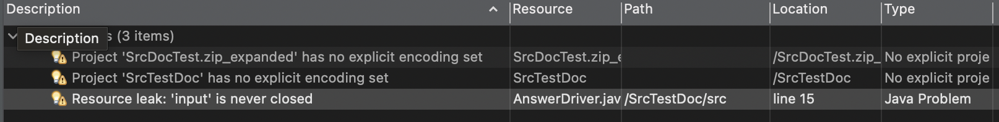 Description Resource Path Location Type
Description s (3 items)
Project 'SrcDocTest.zip_expanded' has no explicit encoding set SrcDocTest.zip_e /SrcDocTest.zip_ No explicit proje
Project 'SrcTestDoc' has no explicit encoding set SrcTestDoc /SrcTestDoc No explicit proje
Resource leak: 'input' is never closed AnswerDriver.jav /SrcTestDoc/src line 15 Java Problem